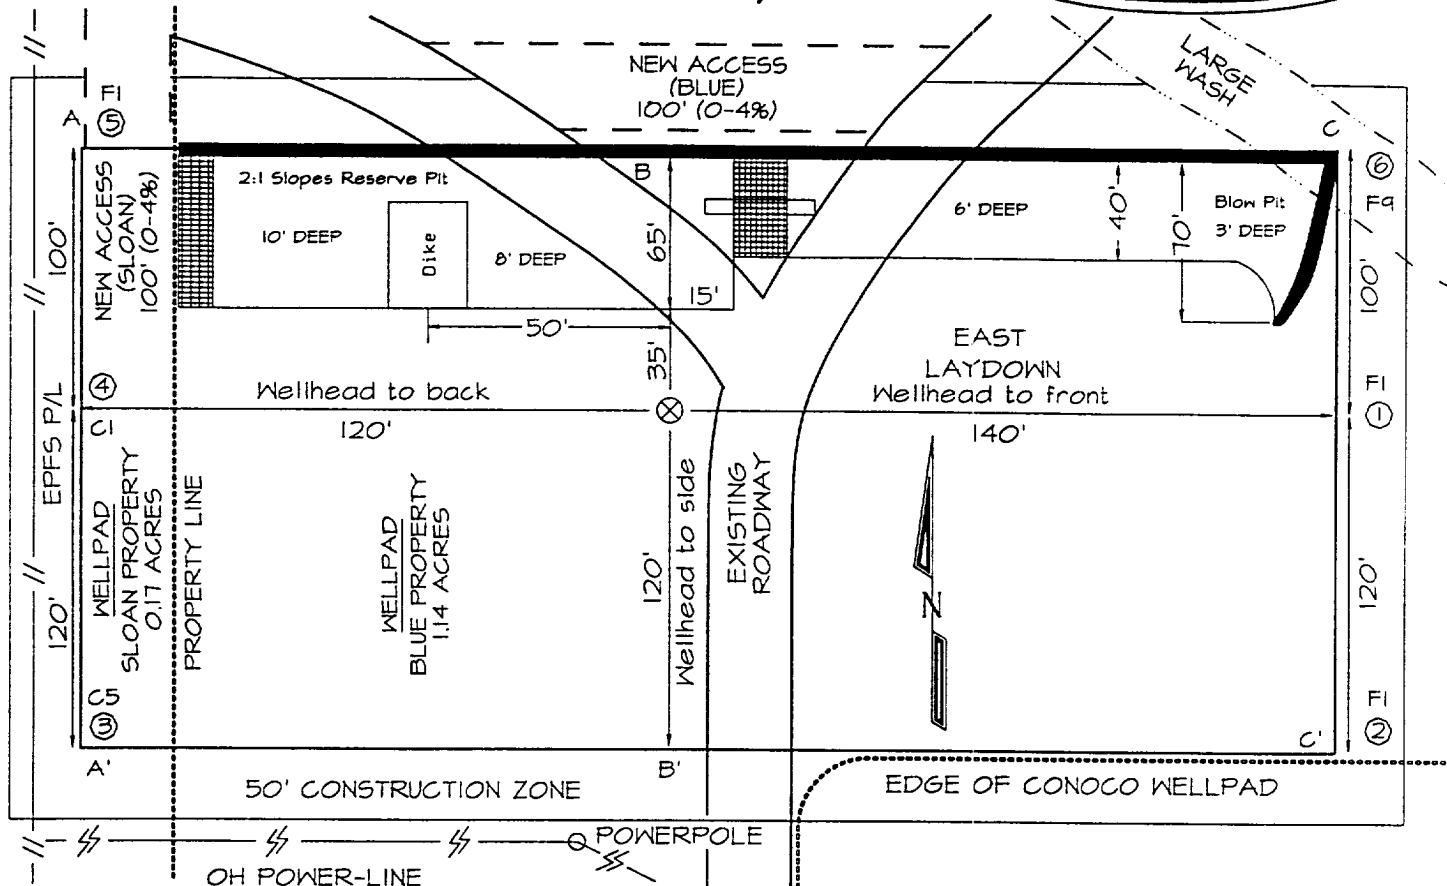 NEW ACCESS
(BLUE)
100' (0-4%)
LARGE
WASH
F1
5
A
C
6
F9
NEW ACCESS
(SLOAN)
100' (0-4%)
2:1 Slopes Reserve Pit
10' DEEP
Dike
8' DEEP
B
65'
15'
50'
35'
6' DEEP
40'
70'
Blow Pit
3' DEEP
100'
100'
EAST
LAYDOWN
Wellhead to front
140'
F1
1
4
C1
Wellhead to back
120'
EPFS P/L
120'
WELLPAD
SLOAN PROPERTY
0.17 ACRES
PROPERTY LINE
WELLPAD
BLUE PROPERTY
1.14 ACRES
120'
Wellhead to side
EXISTING
ROADWAY
N
120'
C5
3
F1
2
A'
B'
C'
50' CONSTRUCTION ZONE
EDGE OF CONOCO WELLPAD
POWERPOLE
OH POWER-LINE